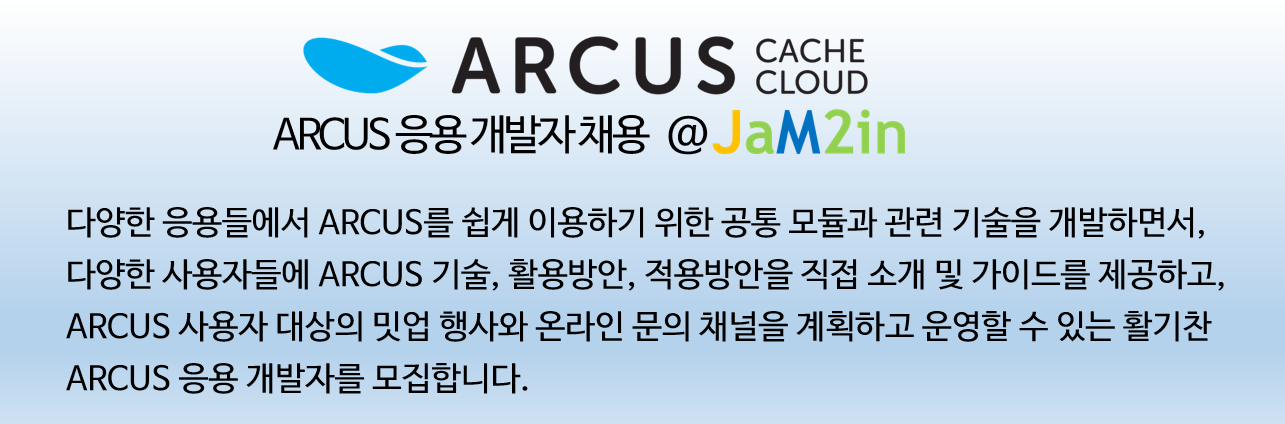 ARCUS CACHE CLOUD
ARCUS 응용 개발자 채용 @ JaM2in
다양한 응용들에서 ARCUS를 쉽게 이용하기 위한 공통 모듈과 관련 기술을 개발하면서,
다양한 사용자들에 ARCUS 기술, 활용방안, 적용방안을 직접 소개 및 가이드를 제공하고,
ARCUS 사용자 대상의 밋업 행사와 온라인 문의 채널을 계획하고 운영할 수 있는 활기찬
ARCUS 응용 개발자를 모집합니다.